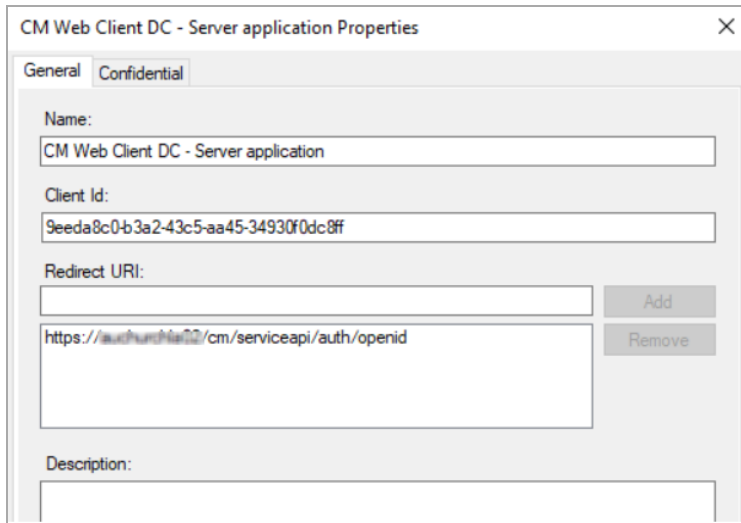 CM Web Client DC - Server application Properties
General Confidential
Name:
CM Web Client DC - Server application
Client Id:
9eeda8c0-b3a2-43c5-aa45-34930f0dc8ff
Redirect URI:
Add
https:// /cm/serviceapi/auth/openid
Remove
Description: